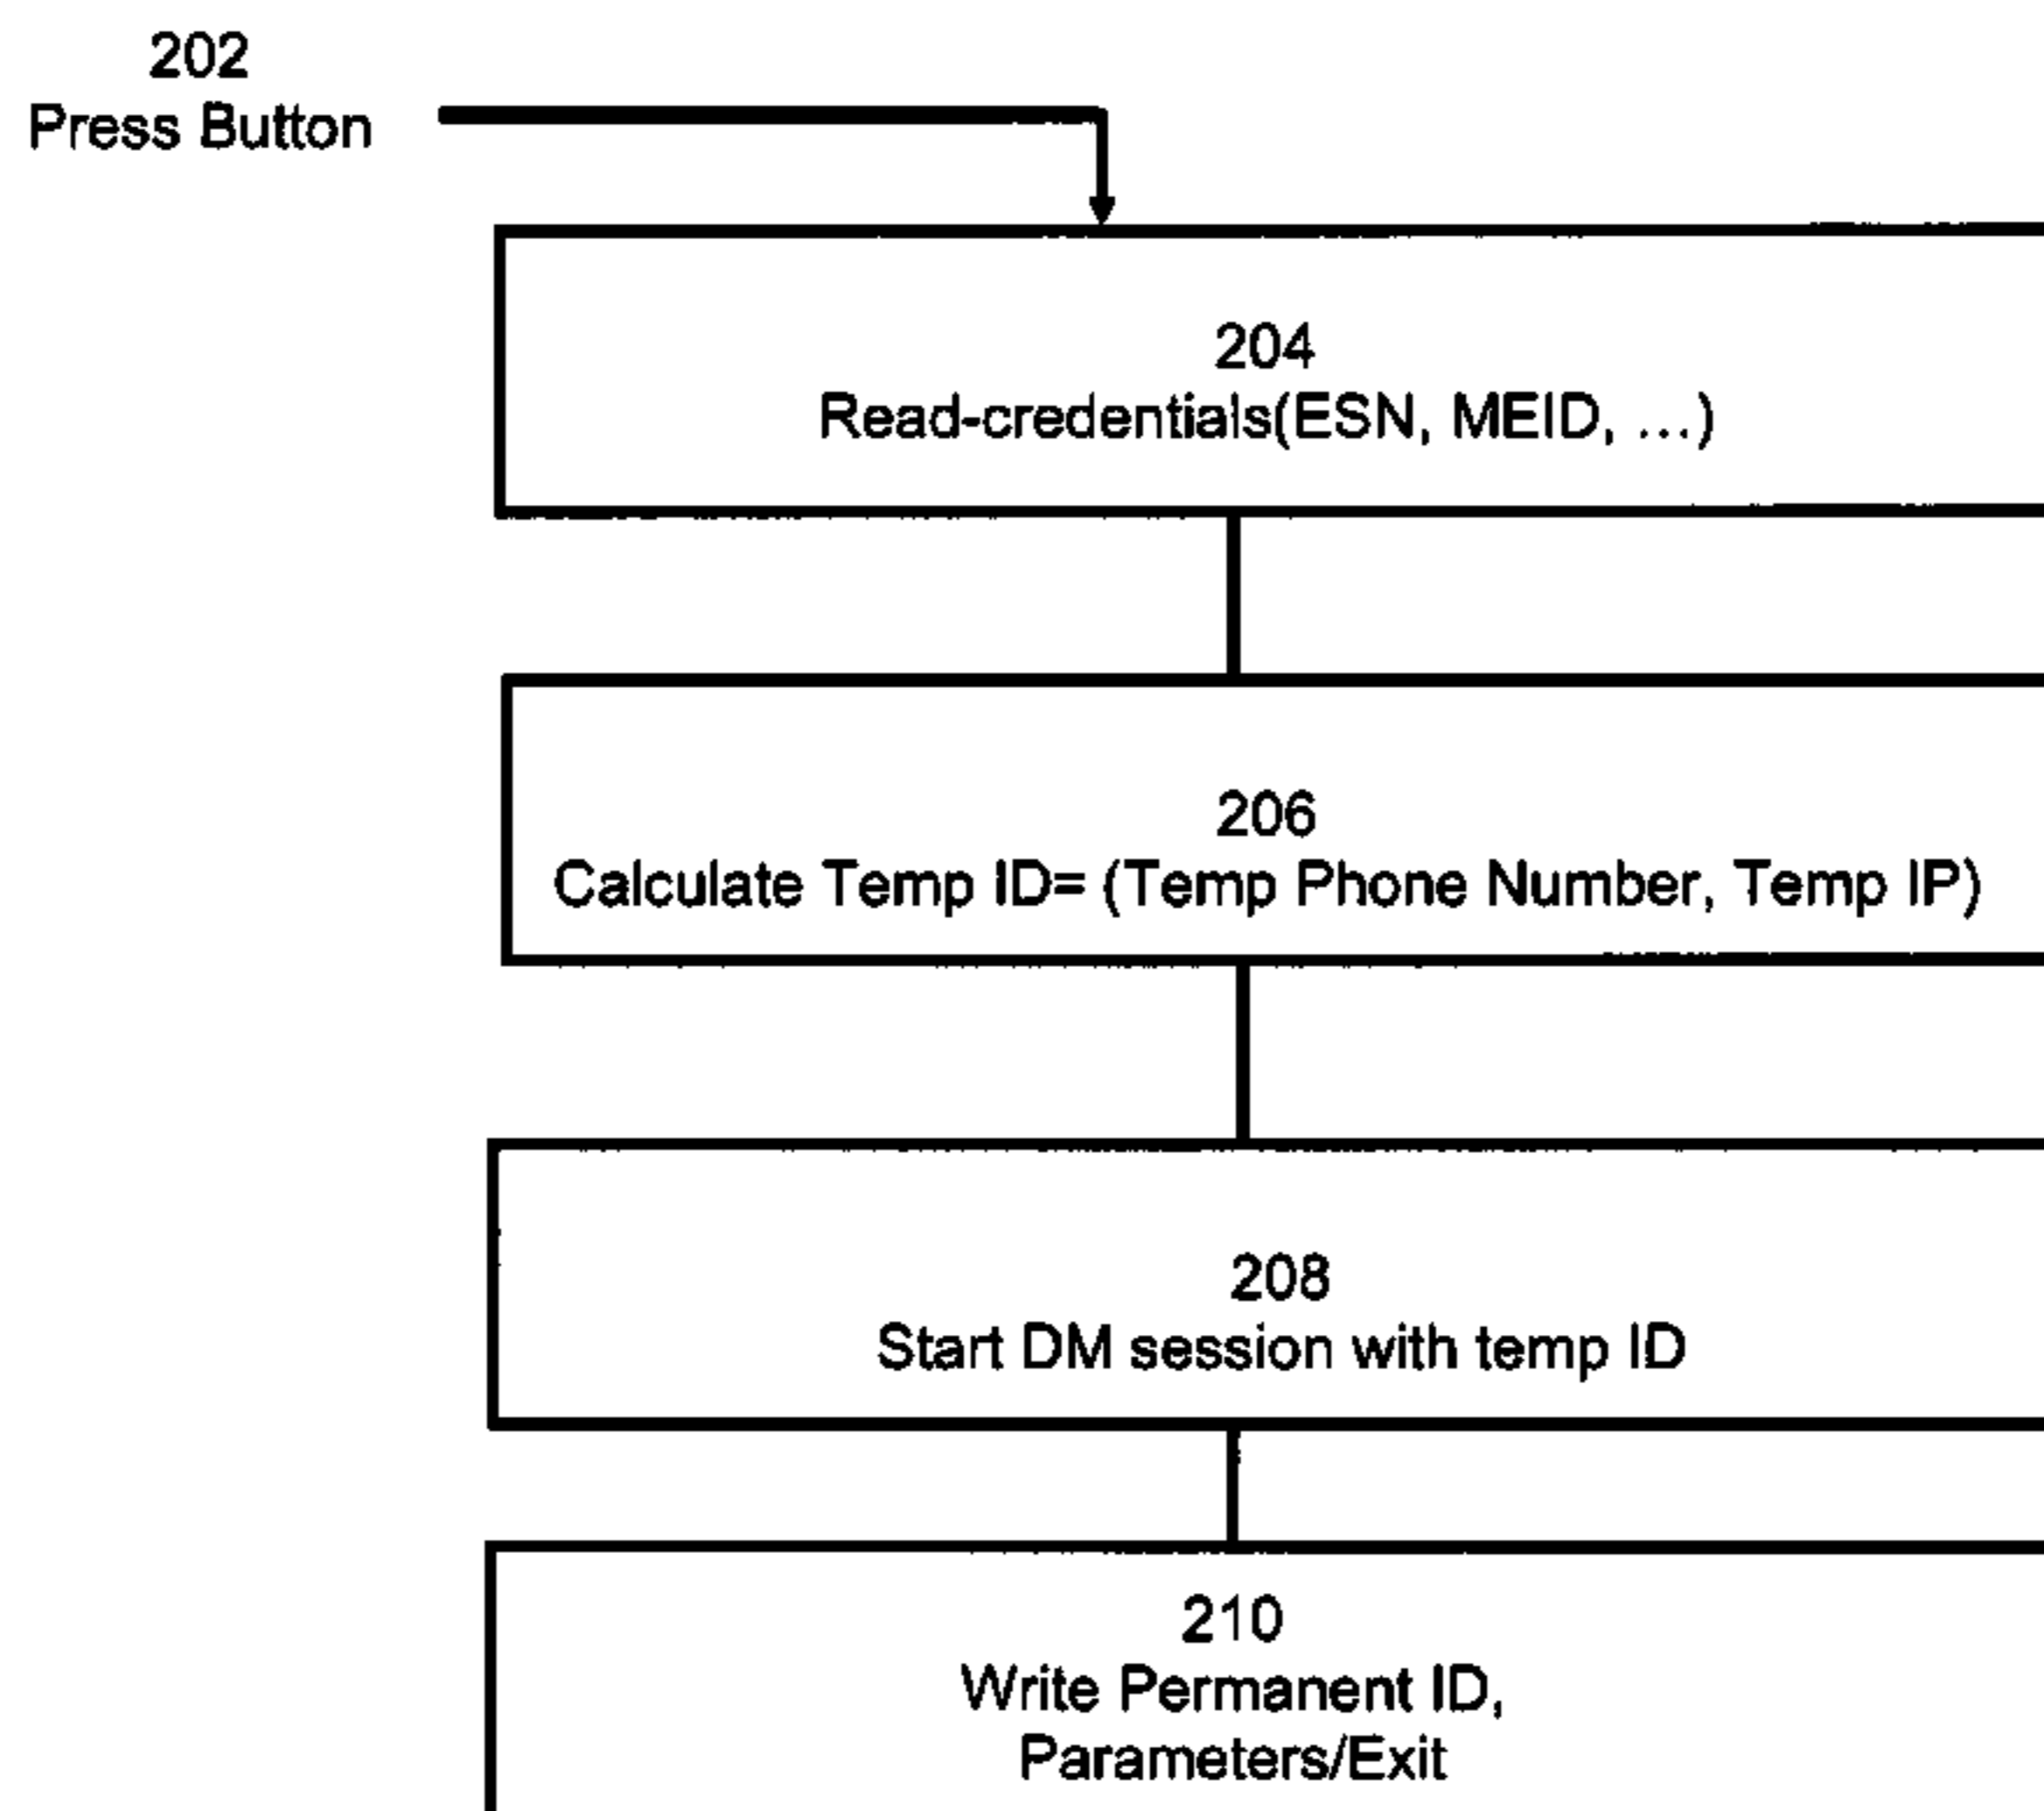 202
Press Button
204
Read-credentials(ESN, MEID, ...)
206
Calculate Temp ID= (Temp Phone Number, Temp IP)
208
Start DM session with temp ID
210
Write Permanent ID,
Parameters/Exit